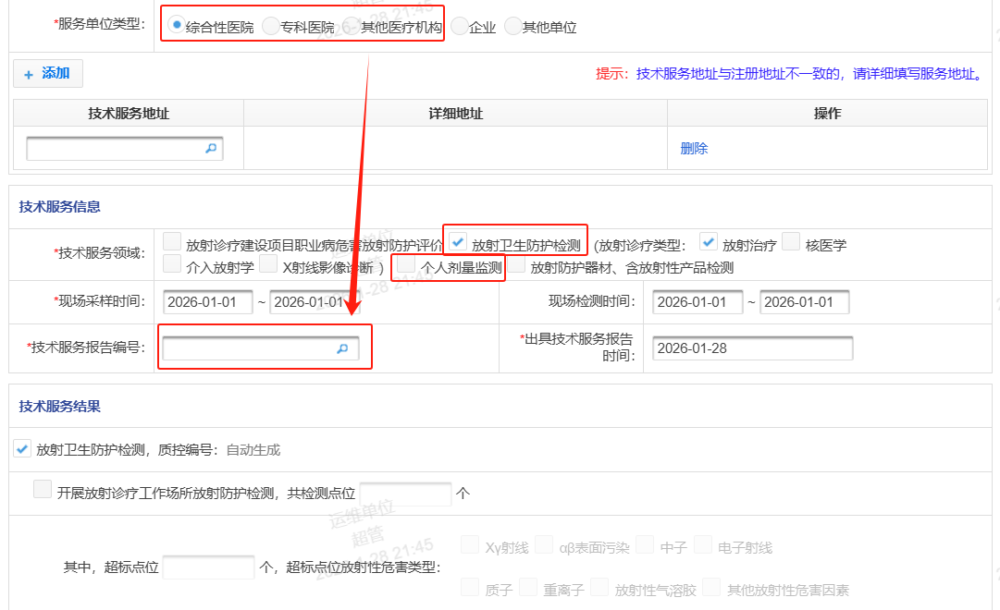 *服务单位类型： 综合性医院 专科医院 其他医疗机构 企业 其他单位
+ 添加 提示：技术服务地址与注册地址不一致的，请详细填写服务地址。
技术服务地址 详细地址 操作
删除
技术服务信息
*技术服务领域： 放射诊疗建设项目职业病危害放射防护评价 放射卫生防护检测 (放射诊疗类型： 放射治疗 核医学
介入放射学 X射线影像诊断 ) 个人剂量监测 放射防护器材、含放射性产品检测
*现场采样时间： 2026-01-01 ~ 2026-01-01 现场检测时间： 2026-01-01 ~ 2026-01-01
*技术服务报告编号： *出具技术服务报告
时间： 2026-01-28
技术服务结果
放射卫生防护检测，质控编号：自动生成
开展放射诊疗工作场所放射防护检测，共检测点位 个
运维单位
超管
2026-1-28 21:45
其中，超标点位 个，超标点位放射性危害类型： Xγ射线 αβ表面污染 中子 电子射线
质子 重离子 放射性气溶胶 其他放射性危害因素